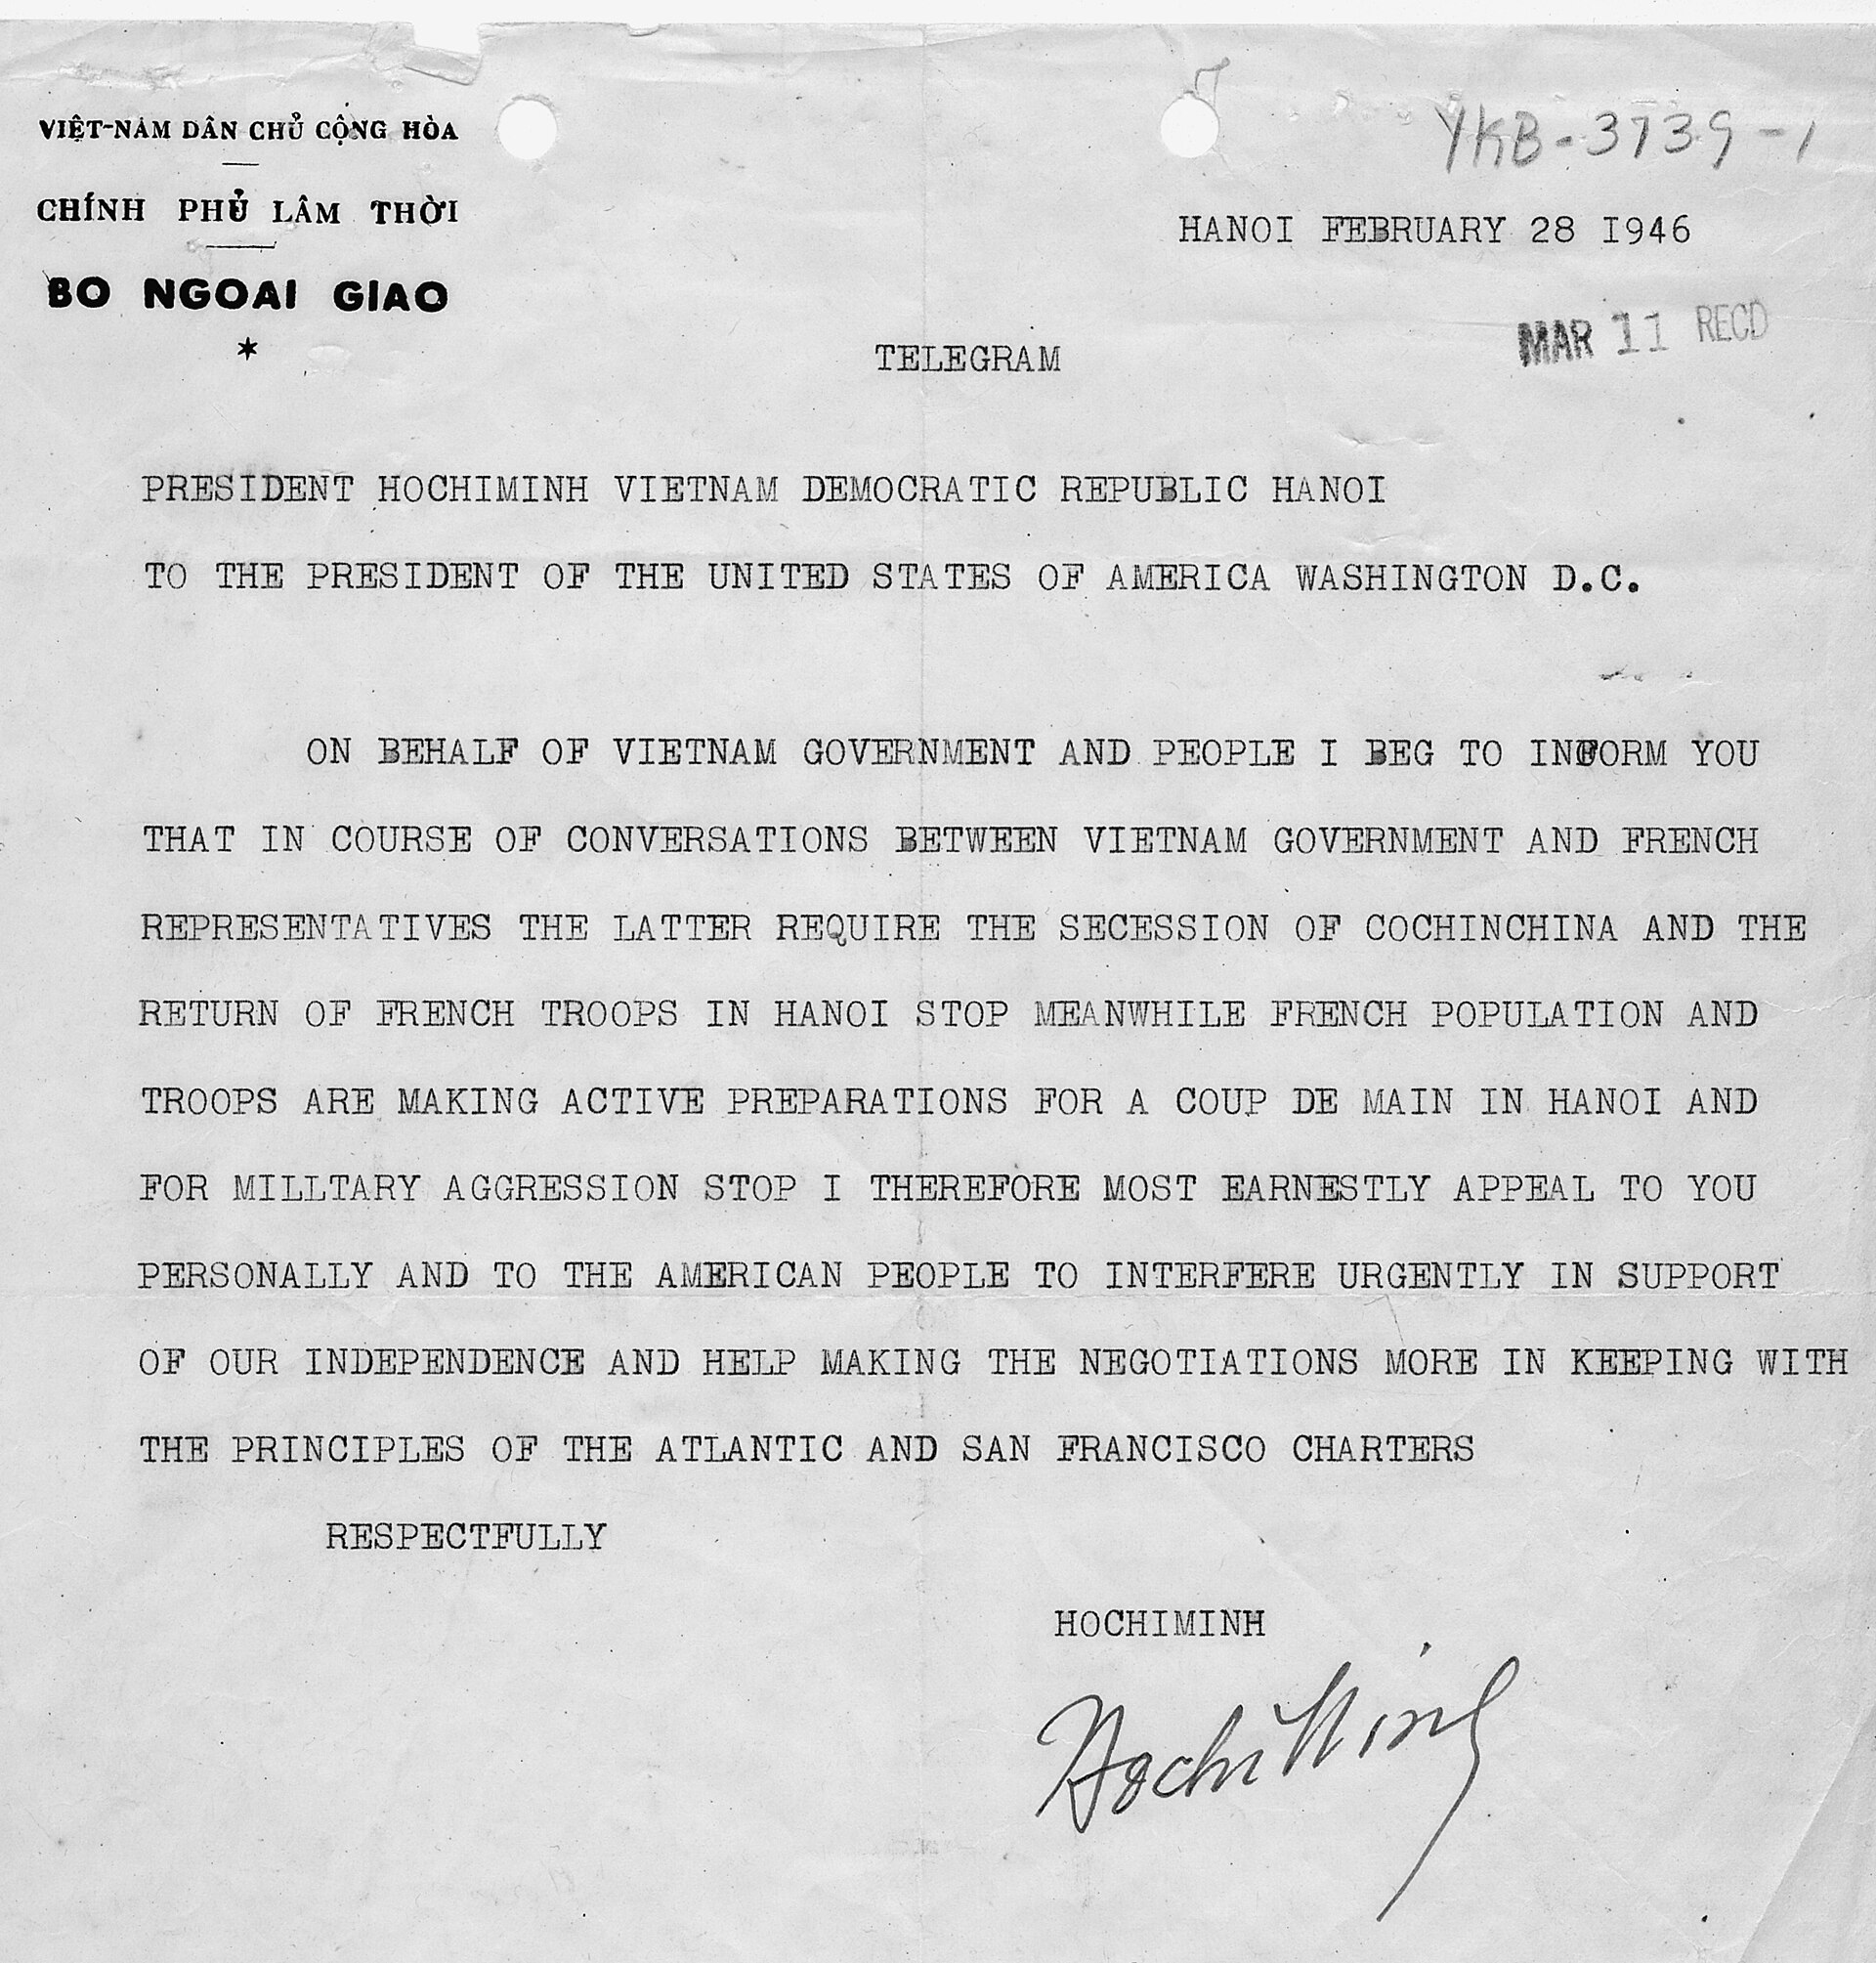 VIỆT-NAM DÂN CHỦ CỘNG HÒA
CHÍNH PHỦ LÂM THỜI
BO NGOAI GIAO
YKB-3739-1
HANOI FEBRUARY 28 I946
MAR 11 RECD
TELEGRAM
PRESIDENT HOCHIMINH VIETNAM DEMOCRATIC REPUBLIC HANOI
TO THE PRESIDENT OF THE UNITED STATES OF AMERICA WASHINGTON D.C.
ON BEHALF OF VIETNAM GOVERNMENT AND PEOPLE I BEG TO INFORM YOU
THAT IN COURSE OF CONVERSATIONS BETWEEN VIETNAM GOVERNMENT AND FRENCH
REPRESENTATIVES THE LATTER REQUIRE THE SECESSION OF COCHINCHINA AND THE
RETURN OF FRENCH TROOPS IN HANOI STOP MEANWHILE FRENCH POPULATION AND
TROOPS ARE MAKING ACTIVE PREPARATIONS FOR A COUP DE MAIN IN HANOI AND
FOR MILLTARY AGGRESSION STOP I THEREFORE MOST EARNESTLY APPEAL TO YOU
PERSONALLY AND TO THE AMERICAN PEOPLE TO INTERFERE URGENTLY IN SUPPORT
OF OUR INDEPENDENCE AND HELP MAKING THE NEGOTIATIONS MORE IN KEEPING WITH
THE PRINCIPLES OF THE ATLANTIC AND SAN FRANCISCO CHARTERS
RESPECTFULLY
HOCHIMINH
Hochiminh